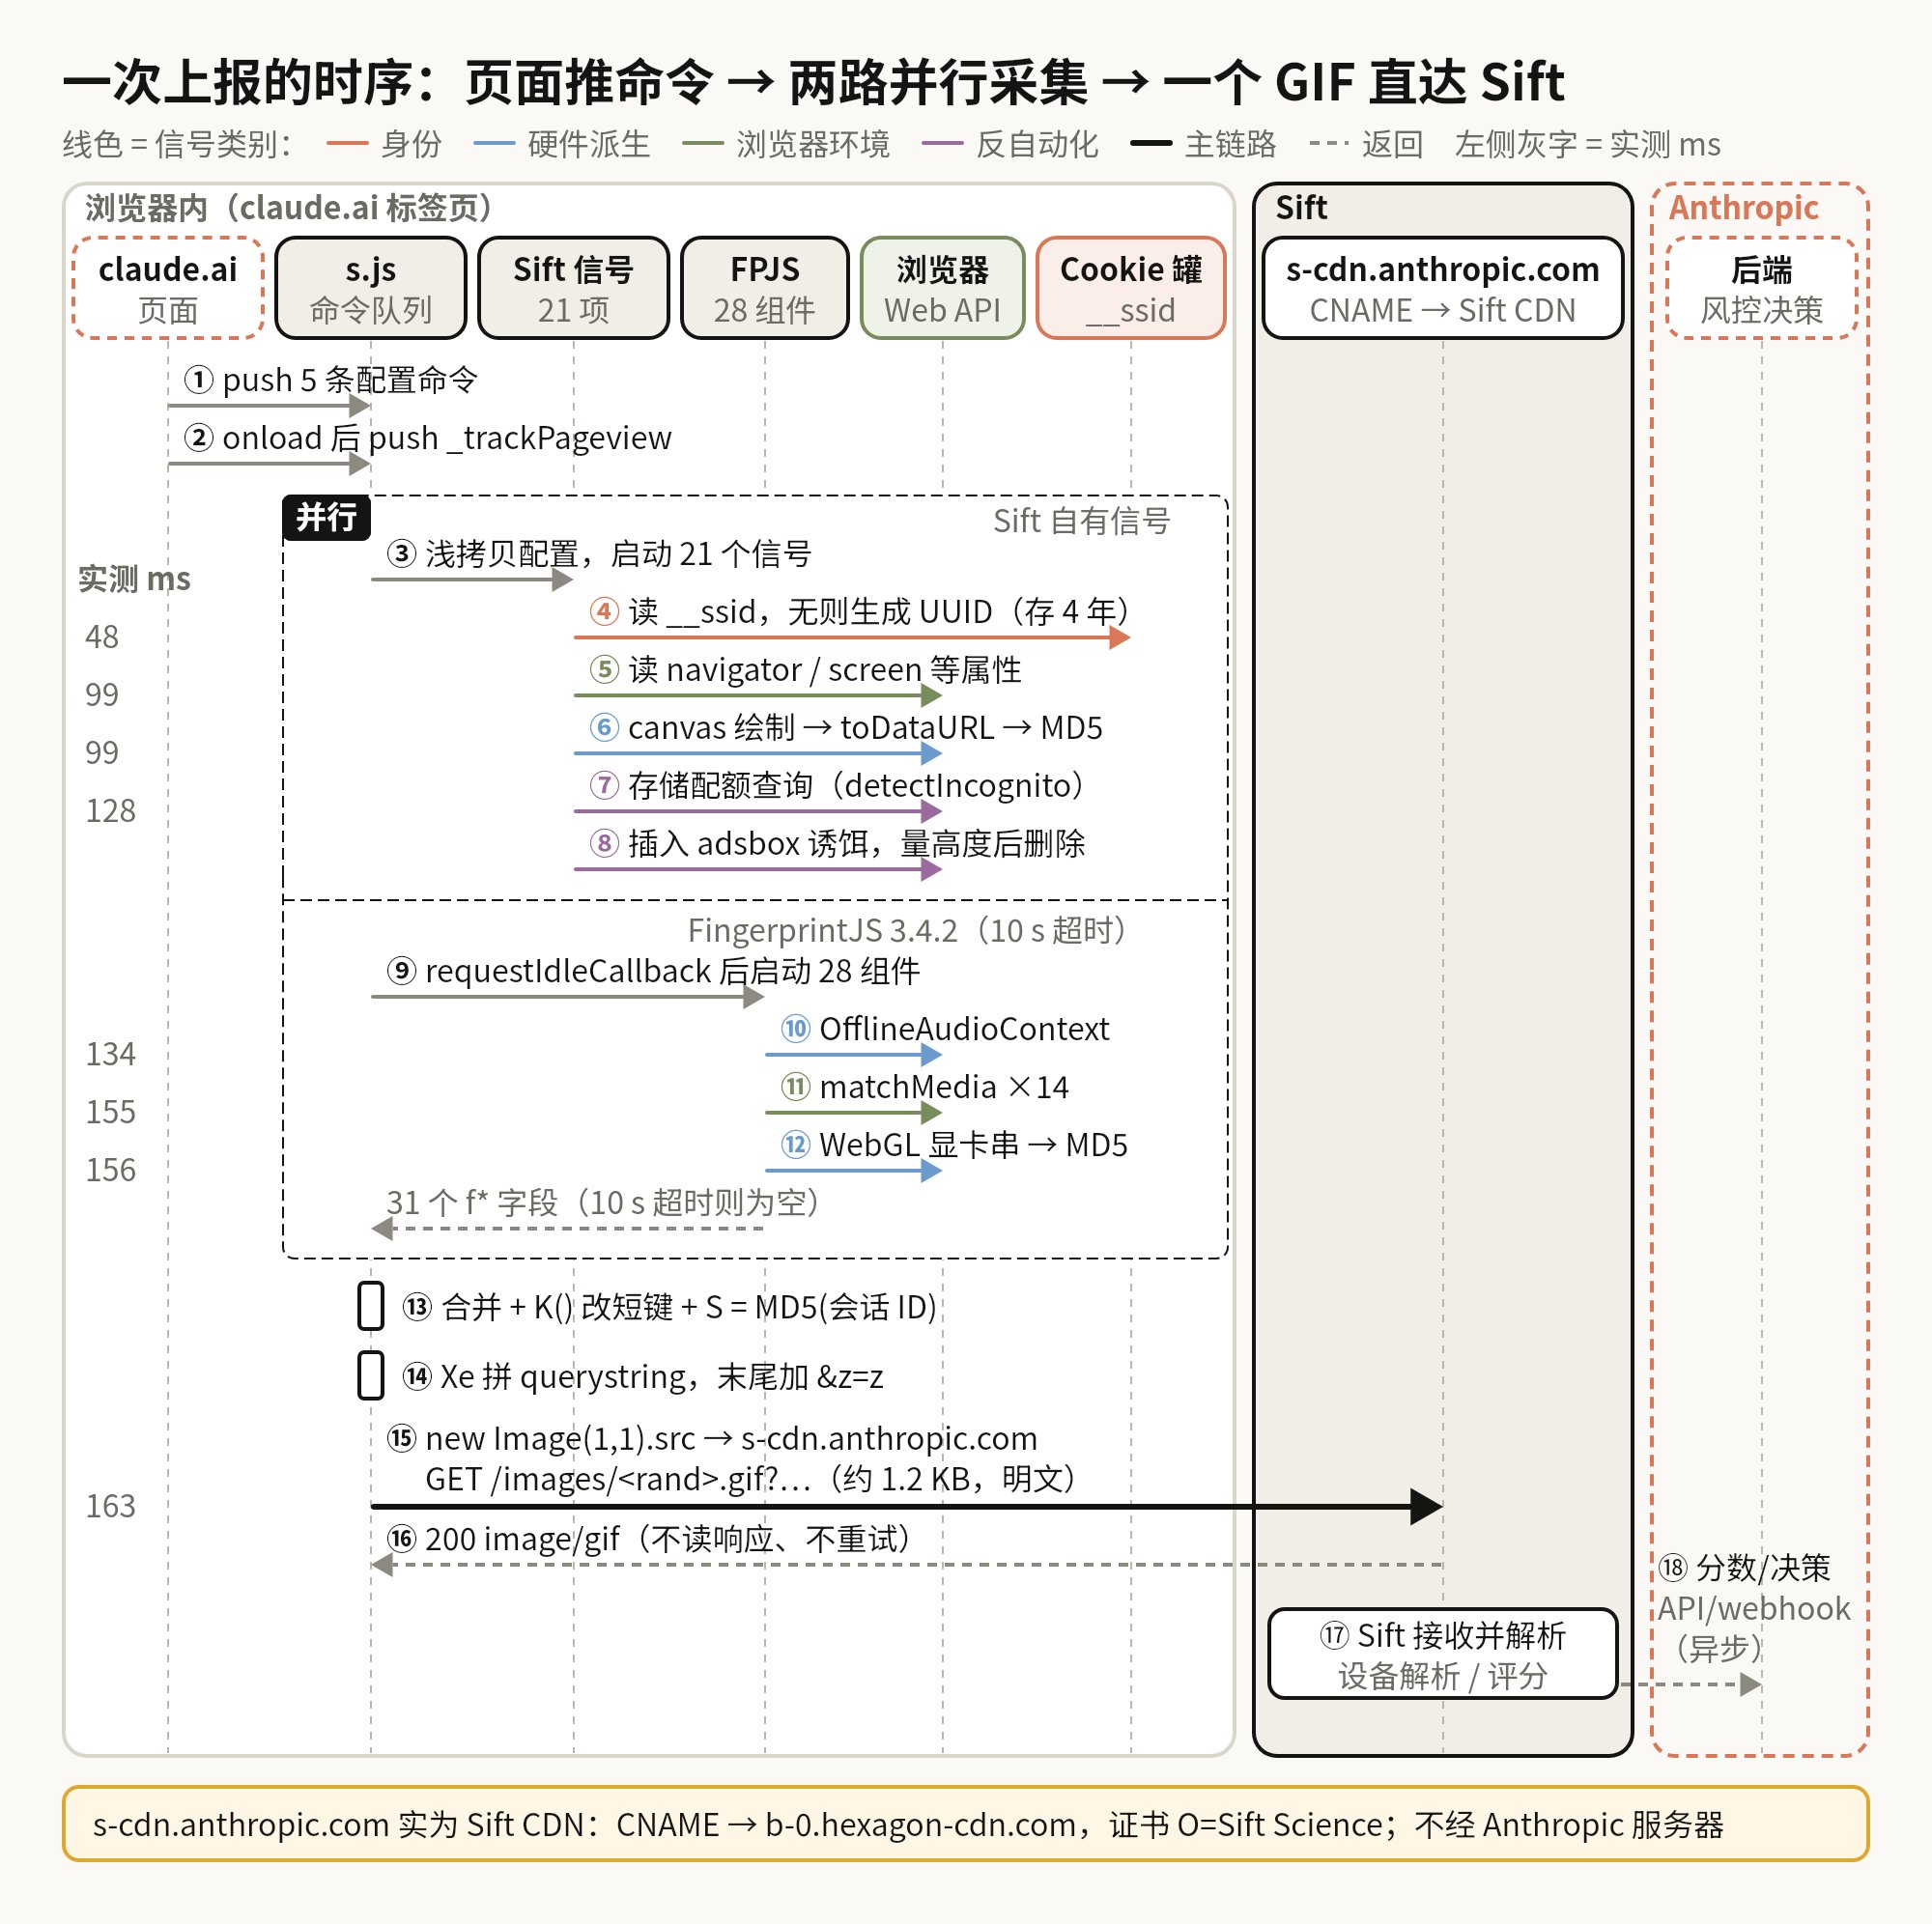 一次上报的时序：页面推命令 → 两路并行采集 → 一个 GIF 直达 Sift
线色 = 信号类别： 身份 硬件派生 浏览器环境 反自动化 主链路 返回 左侧灰字 = 实测 ms
浏览器内（claude.ai 标签页）
Sift
Anthropic
claude.ai
页面
s.js
命令队列
Sift 信号
21 项
FPJS
28 组件
浏览器
Web API
Cookie 罐
__ssid
s-cdn.anthropic.com
CNAME → Sift CDN
后端
风控决策
① push 5 条配置命令
② onload 后 push _trackPageview
并行
Sift 自有信号
③ 浅拷贝配置，启动 21 个信号
实测 ms
④ 读 __ssid，无则生成 UUID（存 4 年）
48
⑤ 读 navigator / screen 等属性
99
⑥ canvas 绘制 → toDataURL → MD5
99
⑦ 存储配额查询（detectIncognito）
128
⑧ 插入 adsbox 诱饵，量高度后删除
FingerprintJS 3.4.2（10 s 超时）
⑨ requestIdleCallback 后启动 28 组件
⑩ OfflineAudioContext
134
⑪ matchMedia ×14
155
⑫ WebGL 显卡串 → MD5
156
31 个 f* 字段（10 s 超时则为空）
⑬ 合并 + K() 改短键 + S = MD5(会话 ID)
⑭ Xe 拼 querystring，末尾加 &z=z
⑮ new Image(1,1).src → s-cdn.anthropic.com
GET /images/<rand>.gif?…（约 1.2 KB，明文）
163
⑯ 200 image/gif（不读响应、不重试）
⑱ 分数/决策
API/webhook
（异步）
⑰ Sift 接收并解析
设备解析 / 评分
s-cdn.anthropic.com 实为 Sift CDN：CNAME → b-0.hexagon-cdn.com，证书 O=Sift Science；不经 Anthropic 服务器